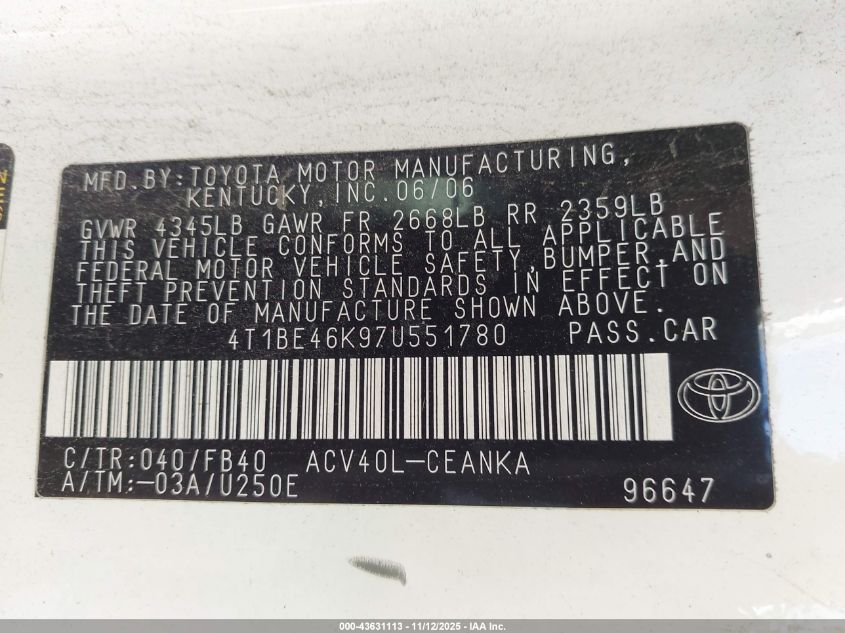 MFD. BY: TOYOTA MOTOR MANUFACTURING,
KENTUCKY, INC. 06/06
GVWR 4345LB GAWR FR 2668LB RR 2359LB
THIS VEHICLE CONFORMS TO ALL APPLICABLE
FEDERAL MOTOR VEHICLE SAFETY, BUMPER, AND
THEFT PREVENTION STANDARDS IN EFFECT ON
THE DATE OF MANUFACTURE SHOWN ABOVE.
4T1BE46K97U551780 PASS. CAR
C/TR: 040/FB40 ACV40L-CEANKA
A/TM: -03A/U250E 96647
000-43631113 - 11/12/2025 - IAA Inc.